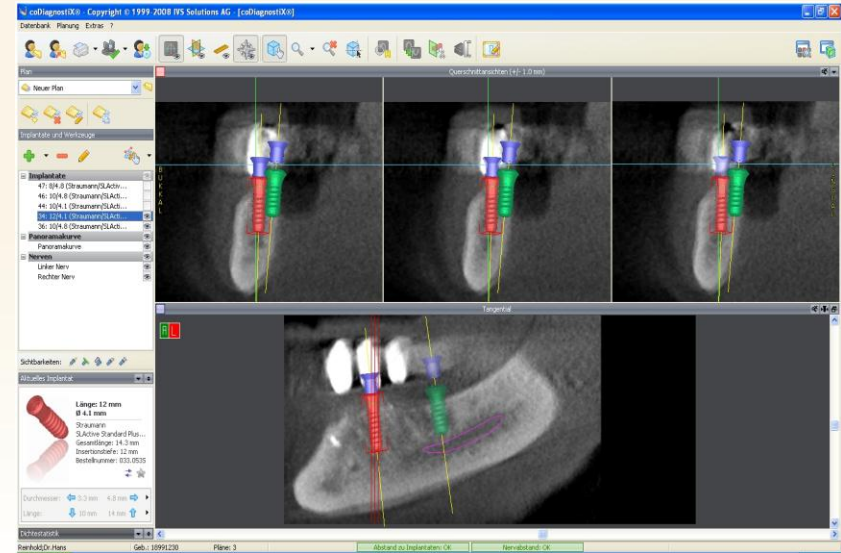 coDiagnostiX® - Copyright © 1999-2008 IVS Solutions AG - [coDiagnostiX®]
Datenbank Planung Extras ?
Plan
Querschnittansichten (+/- 1.0 mm)
Neuer Plan
Implantate und Werkzeuge
Implantate
47: 8/4.8 (Straumann/SLActiv...
46: 10/4.8 (Straumann/SLActi...
44: 10/4.1 (Straumann/SLActi...
34: 12/4.1 (Straumann/SLActi...
36: 10/4.8 (Straumann/SLActi...
Panoramakurve
Panoramakurve
Nerven
Linker Nerv
Rechter Nerv
BUKKAL
Tangential
R L
Sichtbarkeiten:
Aktuelles Implantat
Länge: 12 mm
Ø 4.1 mm
Straumann
SLActive Standard Plus...
Gesamtlänge: 14.3 mm
Insertionstiefe: 12 mm
Bestellnummer: 033.053S
Durchmesser: 3.3 mm 4.8 mm
Länge: 10 mm 14 mm
Dichtestatistik
Reinhold;Dr.Hans Geb.: 18991230 Pläne: 3 Abstand zu Implantaten: OK Nervabstand: OK